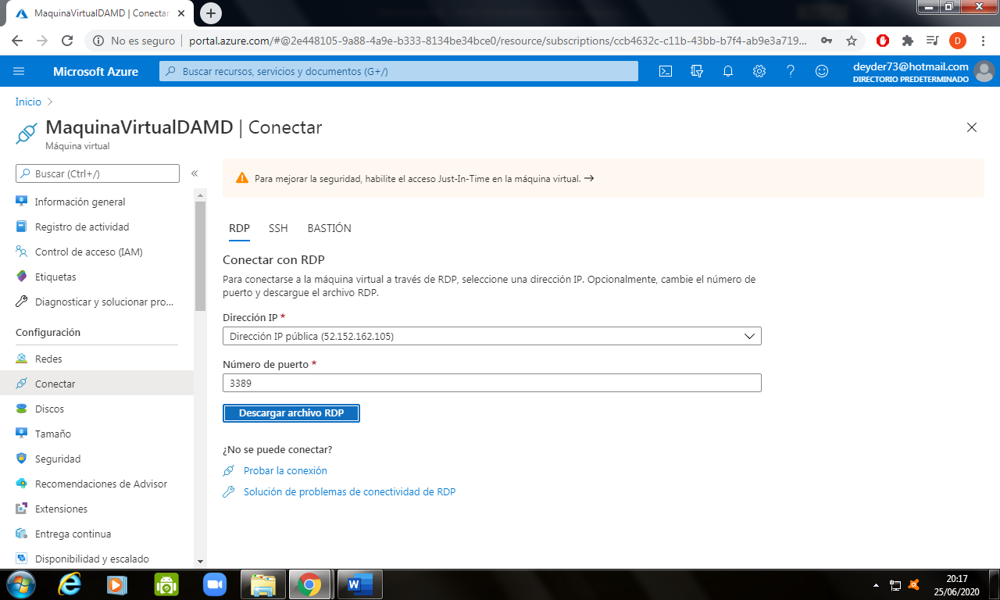 MaquinaVirtualDAMD | Conectar
No es seguro | portal.azure.com/#@2e448105-9a88-4a9e-b333-8134be34bce0/resource/subscriptions/ccb4632c-c11b-43bb-b7f4-ab9e3a719...
D
Microsoft Azure
Buscar recursos, servicios y documentos (G+/)
deyder73@hotmail.com
DIRECTORIO PREDETERMINADO
Inicio
MaquinaVirtualDAMD | Conectar
Máquina virtual
Buscar (Ctrl+/)
Información general
Registro de actividad
Control de acceso (IAM)
Etiquetas
Diagnosticar y solucionar pro...
Configuración
Redes
Conectar
Discos
Tamaño
Seguridad
Recomendaciones de Advisor
Extensiones
Entrega continua
Disponibilidad y escalado
Para mejorar la seguridad, habilite el acceso Just-In-Time en la máquina virtual. →
RDP SSH BASTIÓN
Conectar con RDP
Para conectarse a la máquina virtual a través de RDP, seleccione una dirección IP. Opcionalmente, cambie el número de
puerto y descargue el archivo RDP.
Dirección IP *
Dirección IP pública (52.152.162.105)
Número de puerto *
3389
Descargar archivo RDP
¿No se puede conectar?
Probar la conexión
Solución de problemas de conectividad de RDP
20:17
25/06/2020